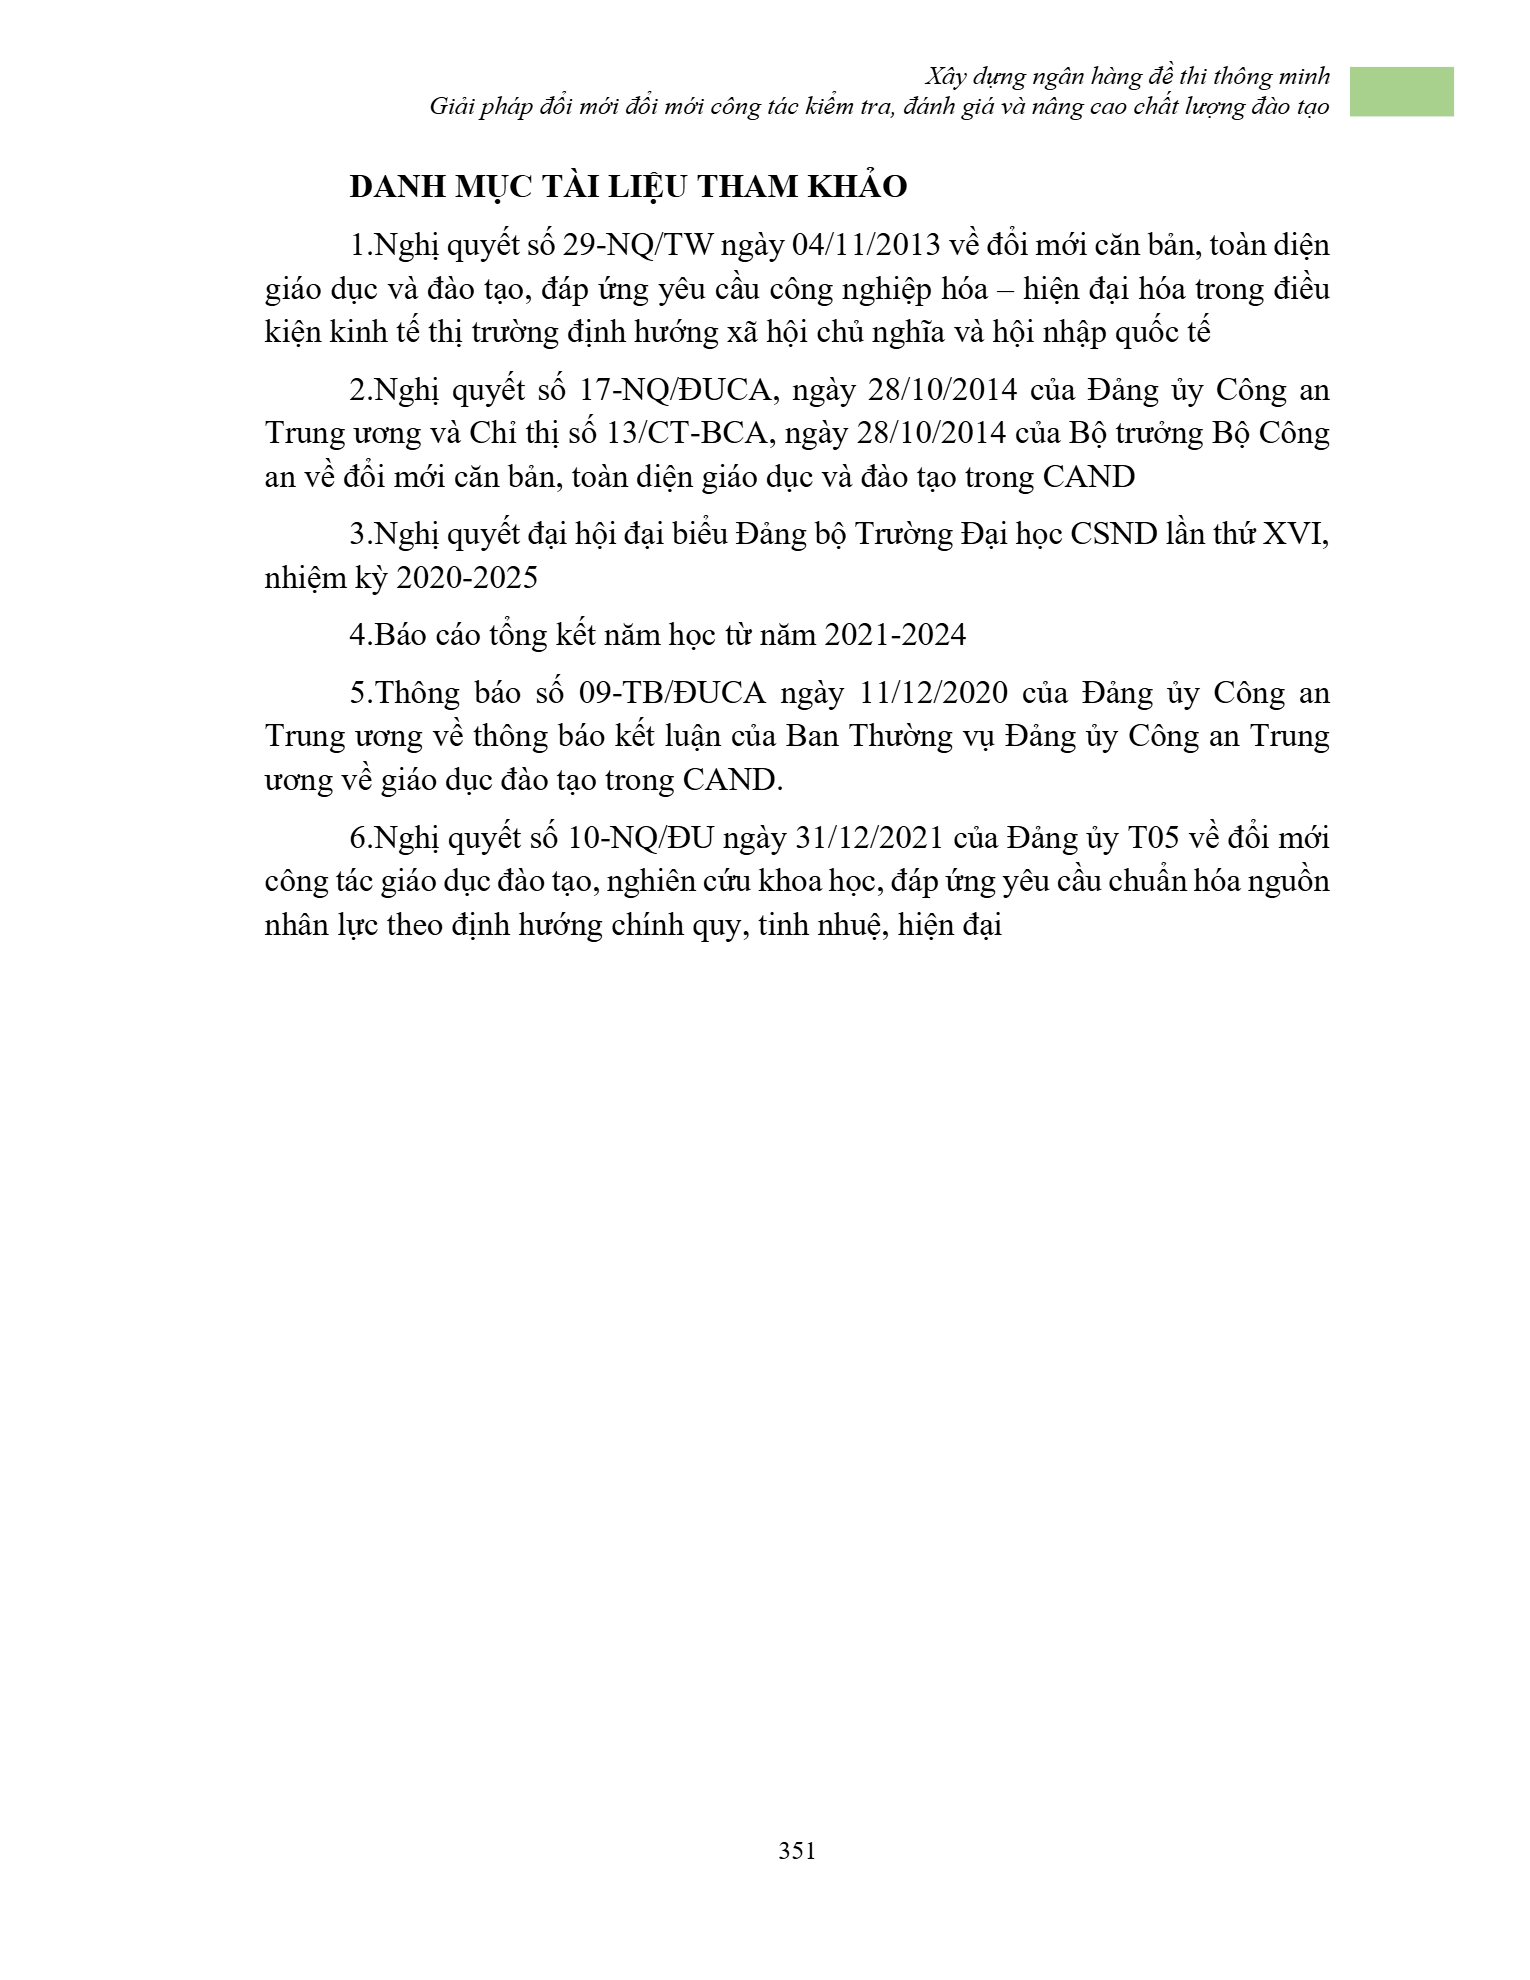 Xây dựng ngân hàng đề thi thông minh
Giải pháp đổi mới đổi mới công tác kiểm tra, đánh giá và nâng cao chất lượng đào tạo
DANH MỤC TÀI LIỆU THAM KHẢO
1.Nghị quyết số 29-NQ/TW ngày 04/11/2013 về đổi mới căn bản, toàn diện
giáo dục và đào tạo, đáp ứng yêu cầu công nghiệp hóa – hiện đại hóa trong điều
kiện kinh tế thị trường định hướng xã hội chủ nghĩa và hội nhập quốc tế
2.Nghị quyết số 17-NQ/ĐUCA, ngày 28/10/2014 của Đảng ủy Công an
Trung ương và Chỉ thị số 13/CT-BCA, ngày 28/10/2014 của Bộ trưởng Bộ Công
an về đổi mới căn bản, toàn diện giáo dục và đào tạo trong CAND
3.Nghị quyết đại hội đại biểu Đảng bộ Trường Đại học CSND lần thứ XVI,
nhiệm kỳ 2020-2025
4.Báo cáo tổng kết năm học từ năm 2021-2024
5.Thông báo số 09-TB/ĐUCA ngày 11/12/2020 của Đảng ủy Công an
Trung ương về thông báo kết luận của Ban Thường vụ Đảng ủy Công an Trung
ương về giáo dục đào tạo trong CAND.
6.Nghị quyết số 10-NQ/ĐU ngày 31/12/2021 của Đảng ủy T05 về đổi mới
công tác giáo dục đào tạo, nghiên cứu khoa học, đáp ứng yêu cầu chuẩn hóa nguồn
nhân lực theo định hướng chính quy, tinh nhuệ, hiện đại
351